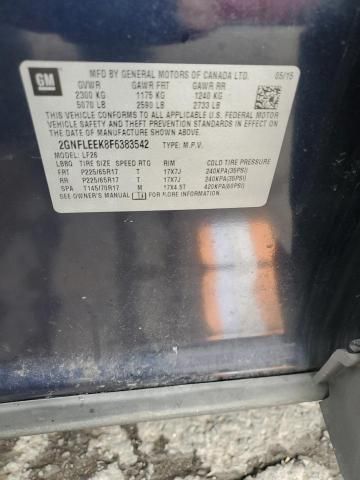 GM
MFD BY GENERAL MOTORS OF CANADA LTD. 05/15
GVWR GAWR FRT GAWR RR
2300 KG 1175 KG 1240 KG
5070 LB 2590 LB 2733 LB
THIS VEHICLE CONFORMS TO ALL APPLICABLE U.S. FEDERAL MOTOR
VEHICLE SAFETY AND THEFT PREVENTION STANDARDS IN EFFECT ON
THE DATE OF MANUFACTURE SHOWN ABOVE.
2GNFLEEK8F6383542 TYPE: M.P.V.
MODEL: LF26
LBBQ TIRE SIZE SPEED RTG RIM COLD TIRE PRESSURE
FRT P225/65R17 T 17X7J 240KPA(35PSI)
RR P225/65R17 T 17X7J 240KPA(35PSI)
SPA T145/70R17 M 17X4.5T 420KPA(60PSI)
SEE OWNER'S MANUAL FOR MORE INFORMATION.